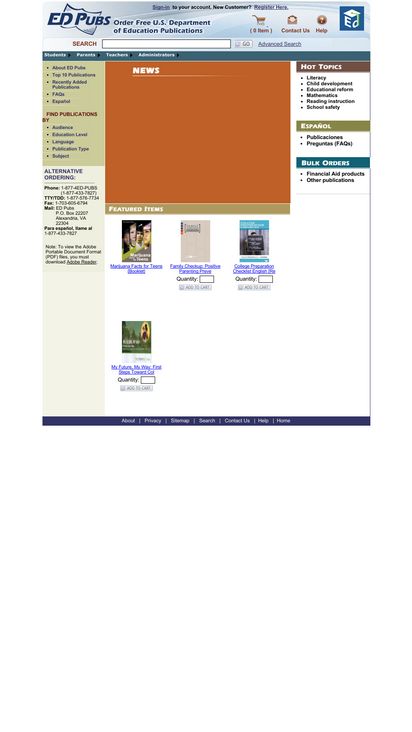 Sign-in to your account, New Customer? Register Here.
ED PUBS
Order Free U.S. Department
of Education Publications
( 0 Item )
Contact Us
Help
SEARCH
GO
Advanced Search
Students
Parents
Teachers
Administrators
About ED Pubs
Top 10 Publications
Recently Added
Publications
FAQs
Español
FIND PUBLICATIONS
BY
Audience
Education Level
Language
Publication Type
Subject
ALTERNATIVE
ORDERING:
Phone: 1-877-4ED-PUBS
(1-877-433-7827)
TTY/TDD: 1-877-576-7734
Fax: 1-703-605-6794
Mail: ED Pubs
P.O. Box 22207
Alexandria, VA
22304
Para español, llame al
1-877-433-7827
Note: To view the Adobe
Portable Document Format
(PDF) files, you must
download Adobe Reader.
NEWS
FEATURED ITEMS
Marijuana Facts for Teens
(Booklet)
Family Checkup: Positive
Parenting Preve
Quantity:
ADD TO CART
College Preparation
Checklist English (Re
Quantity:
ADD TO CART
My Future, My Way: First
Steps Toward Col
Quantity:
ADD TO CART
HOT TOPICS
Literacy
Child development
Educational reform
Mathematics
Reading instruction
School safety
ESPAÑOL
Publicaciones
Preguntas (FAQs)
BULK ORDERS
Financial Aid products
Other publications
About | Privacy | Sitemap | Search | Contact Us | Help | Home